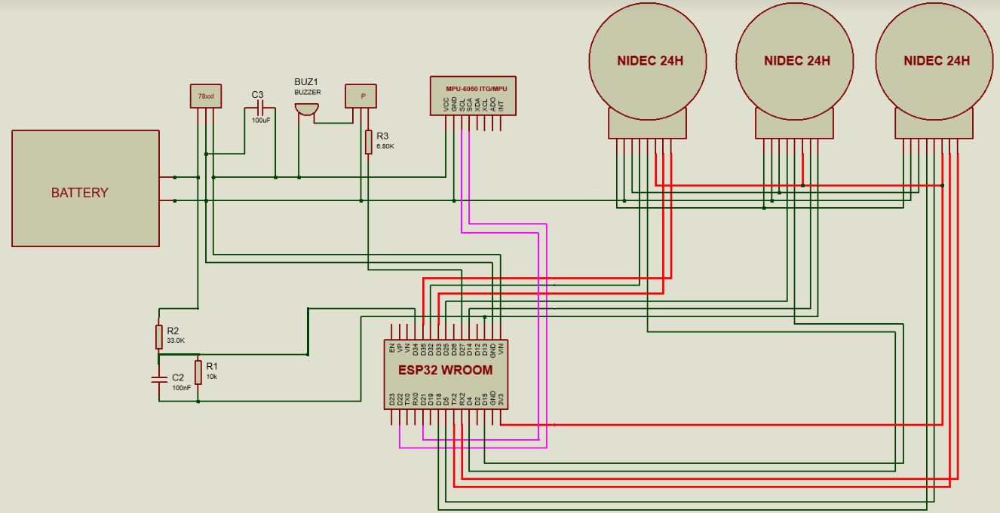 NIDEC 24H
NIDEC 24H
NIDEC 24H
BUZ1
BUZZER
78xxd
C3
100uF
P
MPU-6050 ITG/MPU
VCC
GND
SCL
SCA
XDA
XCL
ADO
INT
R3
6.80K
BATTERY
R2
33.0K
R1
10k
C2
100nF
EN
VP
VN
D34
D35
D32
D33
D25
D26
D27
D14
D12
D13
GND
VIN
ESP32 WROOM
D23
D22
TX0
RX0
D21
D19
D18
D5
TX2
RX2
D4
D2
D15
GND
3V3